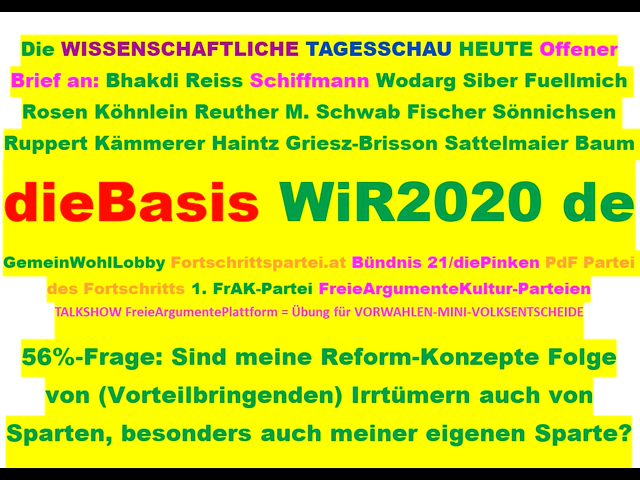 Die WISSENSCHAFTLICHE TAGESSCHAU HEUTE Offener
Brief an: Bhakdi Reiss Schiffmann Wodarg Siber Fuellmich
Rosen Köhnlein Reuther M. Schwab Fischer Sönnichsen
Ruppert Kämmerer Haintz Griesz-Brisson Sattelmaier Baum
dieBasis WiR2020 de
GemeinWohlLobby Fortschrittspartei.at Bündnis 21/diePinken PdF Partei
des Fortschritts 1. FrAK-Partei FreieArgumenteKultur-Parteien
TALKSHOW FreieArgumentePlattform = Übung für VORWAHLEN-MINI-VOLKSENTSCHEIDE
56%-Frage: Sind meine Reform-Konzepte Folge
von (Vorteilbringenden) Irrtümern auch von
Sparten, besonders auch meiner eigenen Sparte?